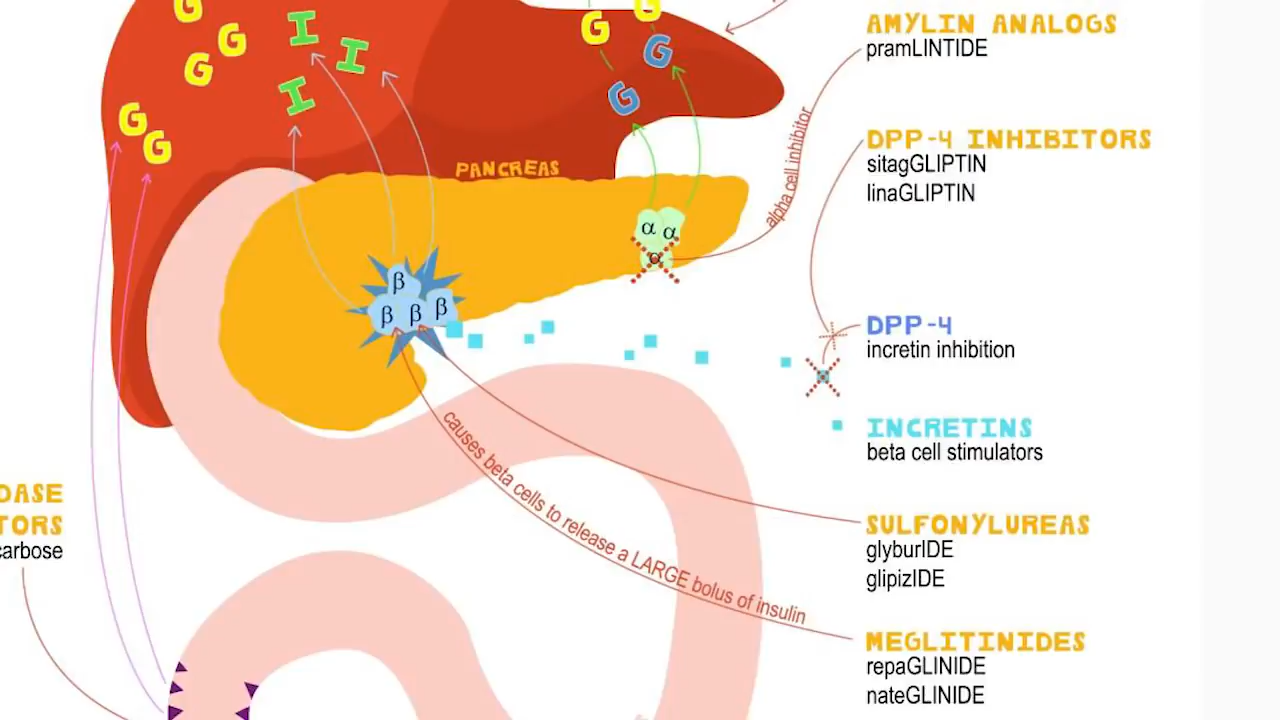 G
G
G
G
G
I
I
I
G
G
G
G
PANCREAS
α
α
α
β
β
β
β
alpha cell inhibitor
causes beta cells to release a LARGE bolus of insulin
AMYLIN ANALOGS
pramLINTIDE
DPP-4 INHIBITORS
sitagGLIPTIN
linaGLIPTIN
DPP-4
incretin inhibition
INCRETINS
beta cell stimulators
SULFONYLUREAS
glyburIDE
glipizIDE
MEGLITINIDES
repaGLINIDE
nateGLINIDE
DASE
TORS
carbose